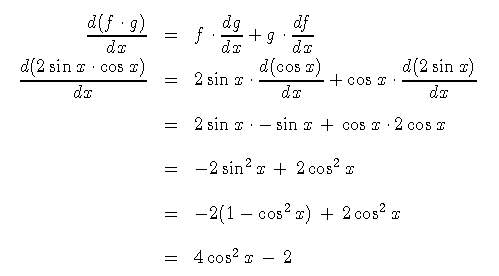 d(f · g)/dx = f · dg/dx + g · df/dx
d(2 sin x · cos x)/dx = 2 sin x · d(cos x)/dx + cos x · d(2 sin x)/dx
= 2 sin x · − sin x + cos x · 2 cos x
= −2 sin² x + 2 cos² x
= −2(1 − cos² x) + 2 cos² x
= 4 cos² x − 2